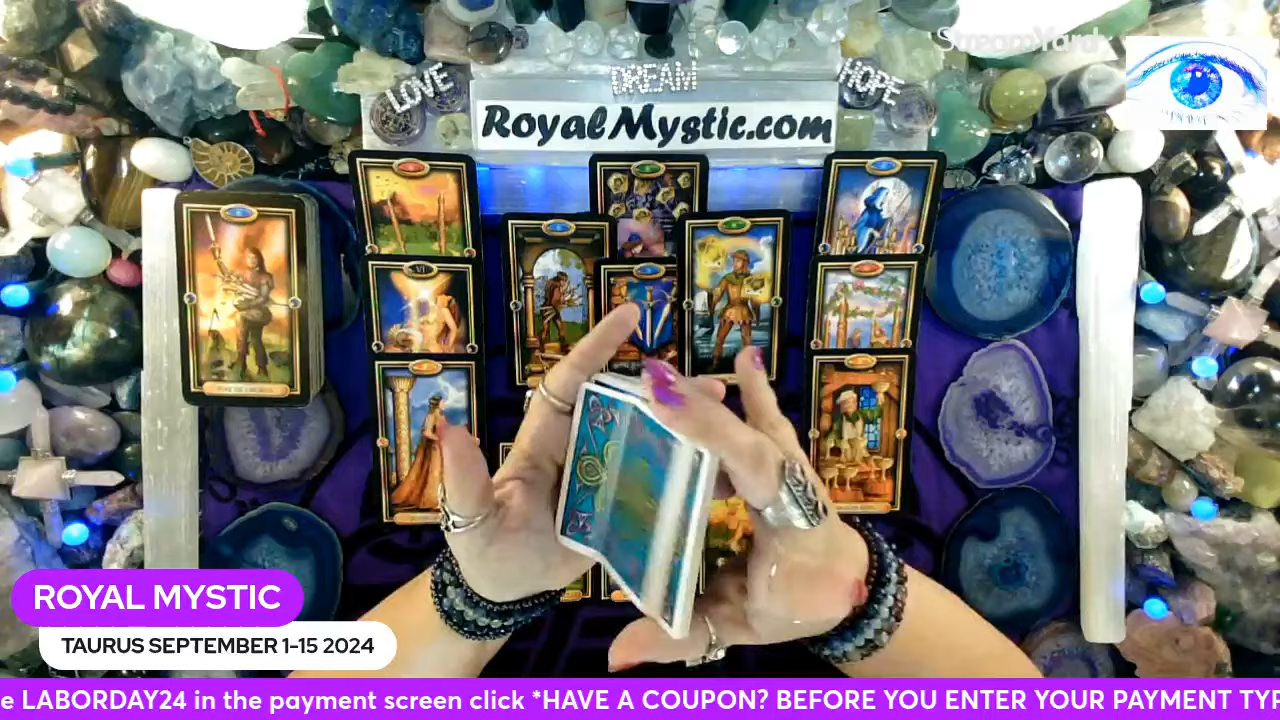 StreamYard
LOVE
DREAM
HOPE
RoyalMystic.com
VI
ROYAL MYSTIC
TAURUS SEPTEMBER 1-15 2024
e LABORDAY24 in the payment screen click *HAVE A COUPON? BEFORE YOU ENTER YOUR PAYMENT TYP